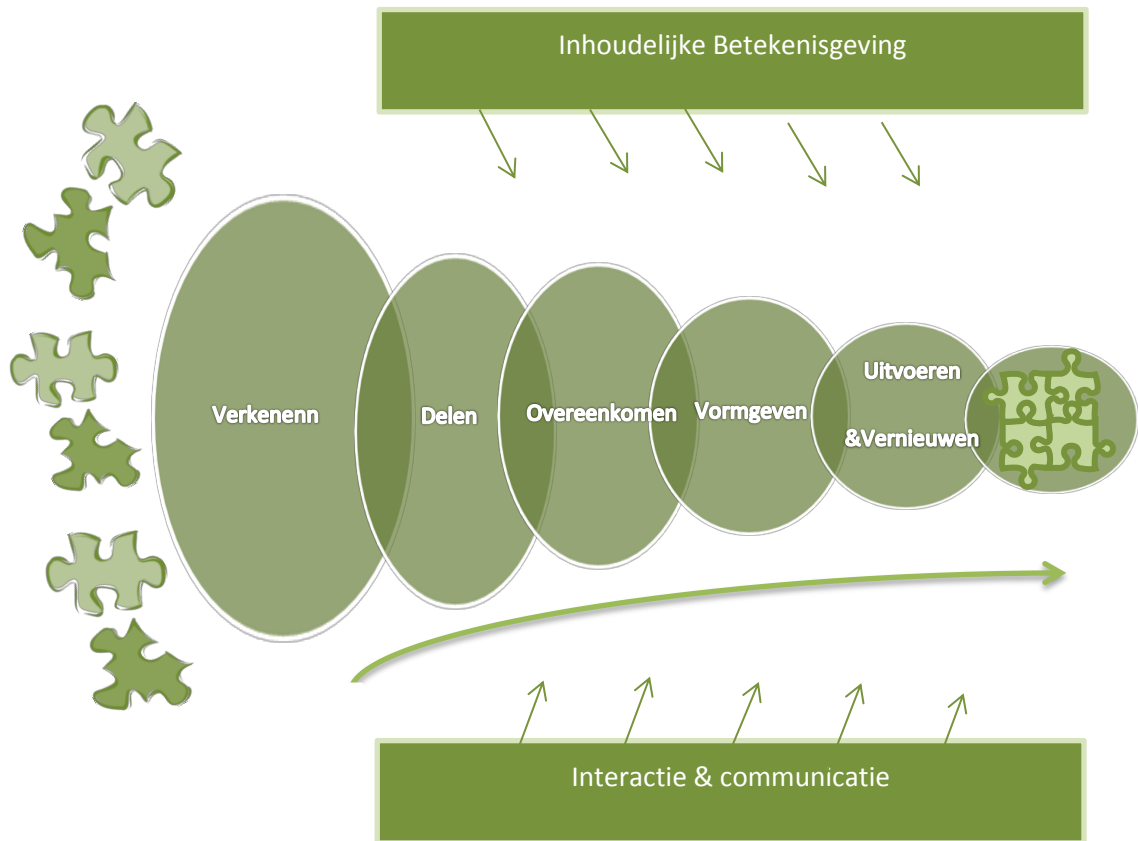 Inhoudelijke Betekenisgeving
Verkenenn
Delen
Overeenkomen
Vormgeven
Uitvoeren
&Vernieuwen
Interactie & communicatie